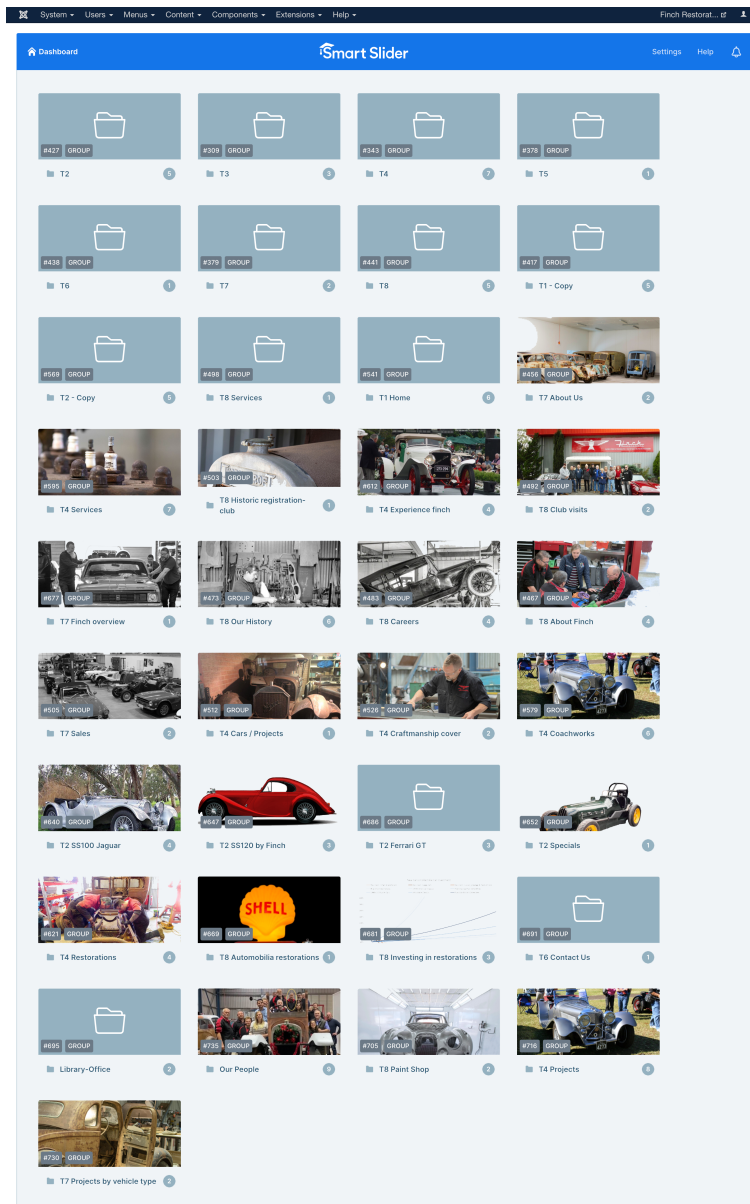 System Users Menus Content Components Extensions Help Finch Restorat...
Dashboard Smart Slider Settings Help
#427 GROUP #309 GROUP #343 GROUP #378 GROUP
T2 5 T3 3 T4 7 T5 1
#438 GROUP #379 GROUP #441 GROUP #417 GROUP
T6 1 T7 2 T8 5 T1 - Copy 5
#569 GROUP #498 GROUP #541 GROUP #456 GROUP
T2 - Copy 5 T8 Services 1 T1 Home 6 T7 About Us 2
Finch
#595 GROUP #503 GROUP #612 GROUP #492 GROUP
T4 Services 7 T8 Historic registration- 1 T4 Experience finch 4 T8 Club visits 2
club
#677 GROUP #473 GROUP #483 GROUP #467 GROUP
T7 Finch overview 1 T8 Our History 6 T8 Careers 4 T8 About Finch 4
#505 GROUP #512 GROUP #526 GROUP #579 GROUP
T7 Sales 2 T4 Cars / Projects 1 T4 Craftmanship cover 2 T4 Coachworks 6
#640 GROUP #647 GROUP #686 GROUP #652 GROUP
T2 SS100 Jaguar 4 T2 SS120 by Finch 3 T2 Ferrari GT 3 T2 Specials 1
SHELL
#621 GROUP #669 GROUP #681 GROUP #691 GROUP
T4 Restorations 4 T8 Automobilia restorations 1 T8 Investing in restorations 3 T6 Contact Us 1
#695 GROUP #735 GROUP #705 GROUP #716 GROUP
Library-Office 2 Our People 9 T8 Paint Shop 2 T4 Projects 8
#730 GROUP
T7 Projects by vehicle type 2